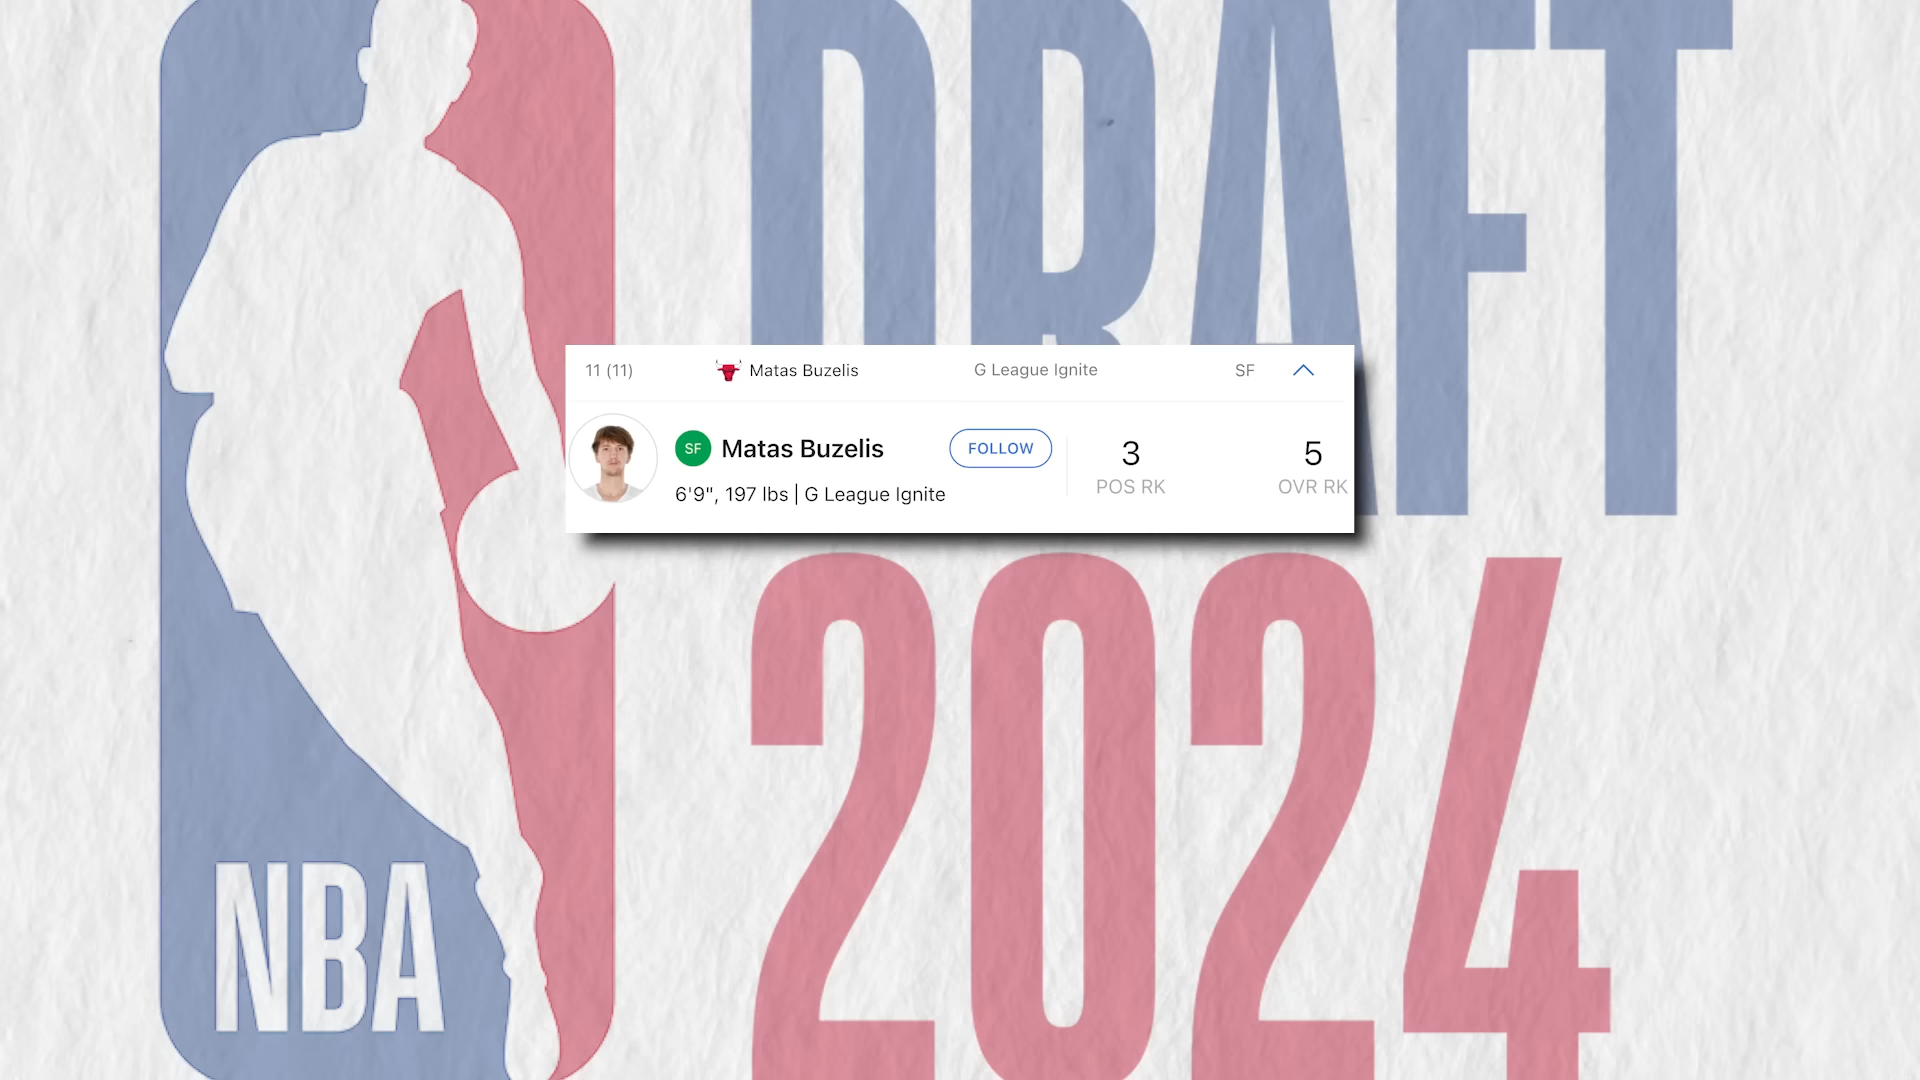 DRAFT
2024
NBA
11 (11) Matas Buzelis G League Ignite SF
SF Matas Buzelis FOLLOW 3 5
6'9", 197 lbs | G League Ignite POS RK OVR RK